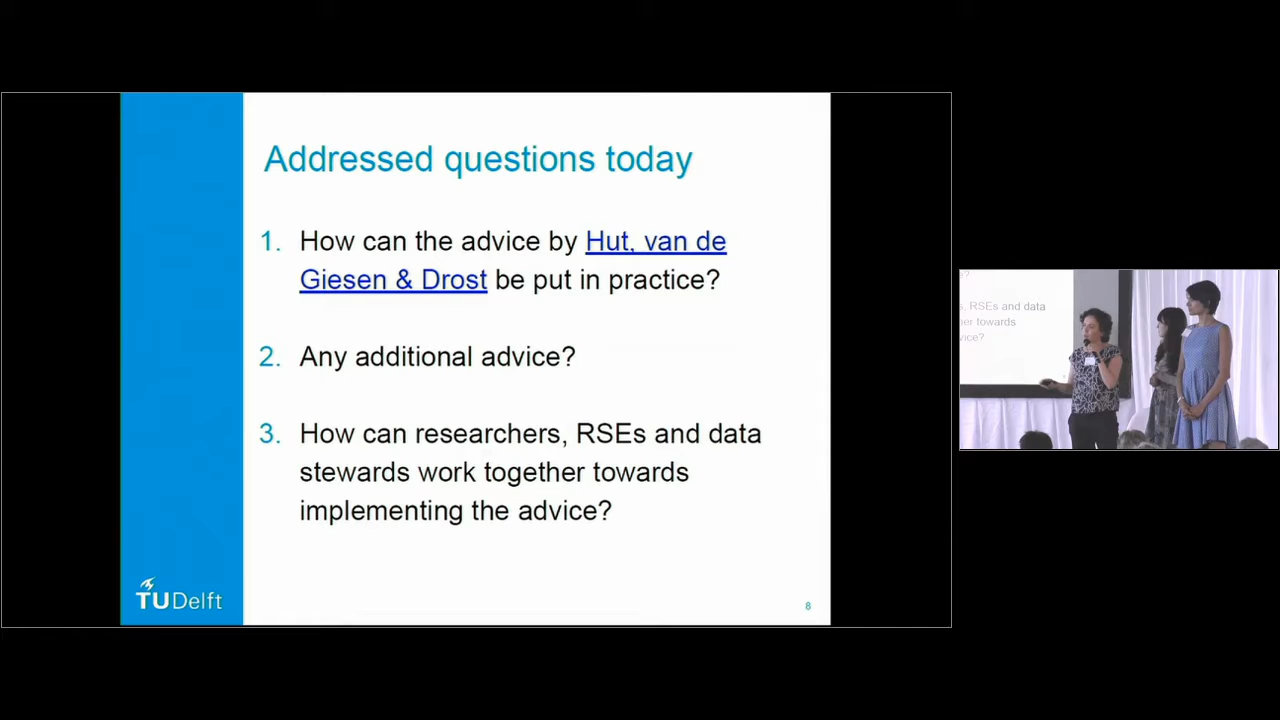 Addressed questions today
1. How can the advice by Hut, van de
Giesen & Drost be put in practice?
2. Any additional advice?
3. How can researchers, RSEs and data
stewards work together towards
implementing the advice?
TUDelft
8
RSEs and data
towards